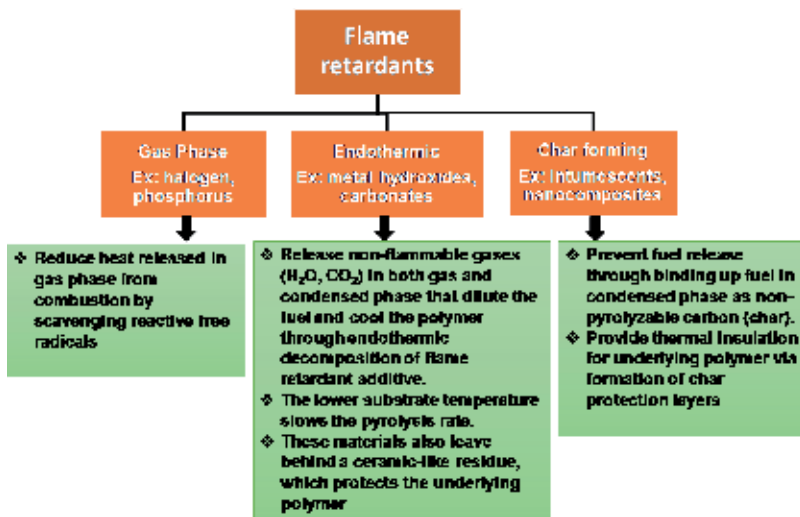 Flame
retardants
Gas Phase
Ex: halogen,
phosphorus
Endothermic
Ex: metal hydroxidea,
carbonates
Char forming
Ex: Intumescents,
nanocomposites
❖ Reduce heat released in
gas phase from
combustion by
scavenging reactive free
radicals
❖ Release non-flammable gases
(H₂O, CO₂) in both gas and
condensed phase that dilute the
fuel and cool the polymer
through endothermic
decomposition of flame
retardant additive.
❖ The lower substrate temperature
slows the pyrolysis rate.
❖ These materials also leave
behind a ceramic-like residue,
which protects the underlying
polymer
❖ Prevent fuel release
through binding up fuel in
condensed phase as non-
pyrolyzable carbon (char).
❖ Provide thermal insulation
for underlying polymer via
formation of char
protection layers